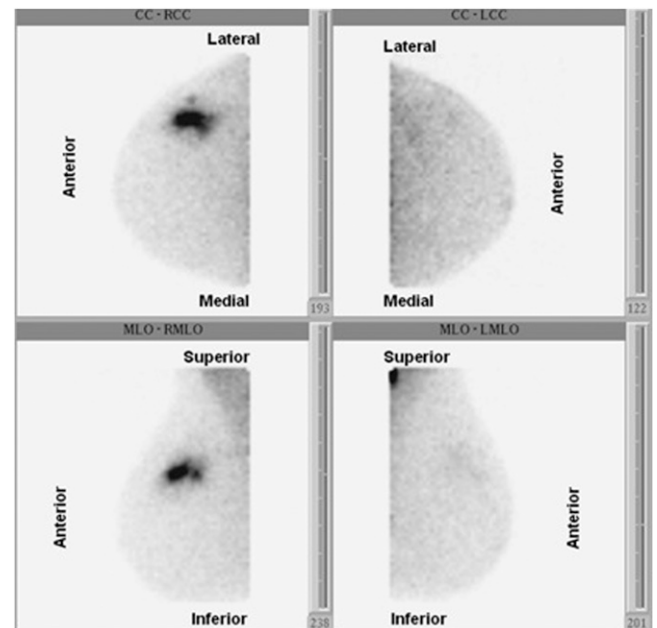 CC - RCC
CC - LCC
Lateral
Lateral
Anterior
Anterior
Medial
Medial
193
122
MLO - RMLO
MLO - LMLO
Superior
Superior
Anterior
Anterior
Inferior
Inferior
238
201